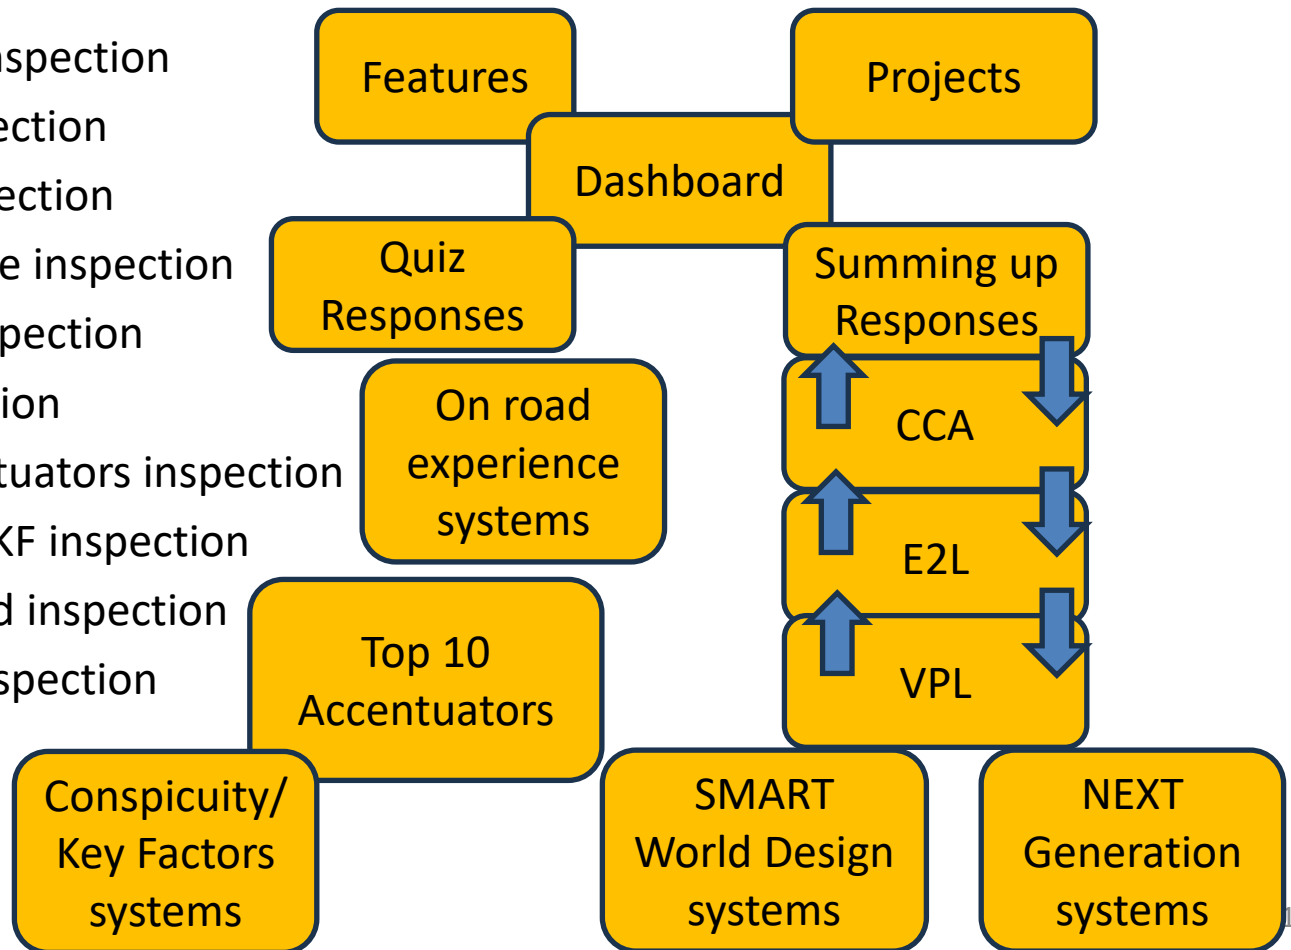 nspection
ection
ection
e inspection
pection
ion
tuators inspection
KF inspection
d inspection
spection
Features
Projects
Dashboard
Quiz
Responses
Summing up
Responses
On road
experience
systems
CCA
E2L
VPL
Top 10
Accentuators
Conspicuity/
Key Factors
systems
SMART
World Design
systems
NEXT
Generation
systems
1